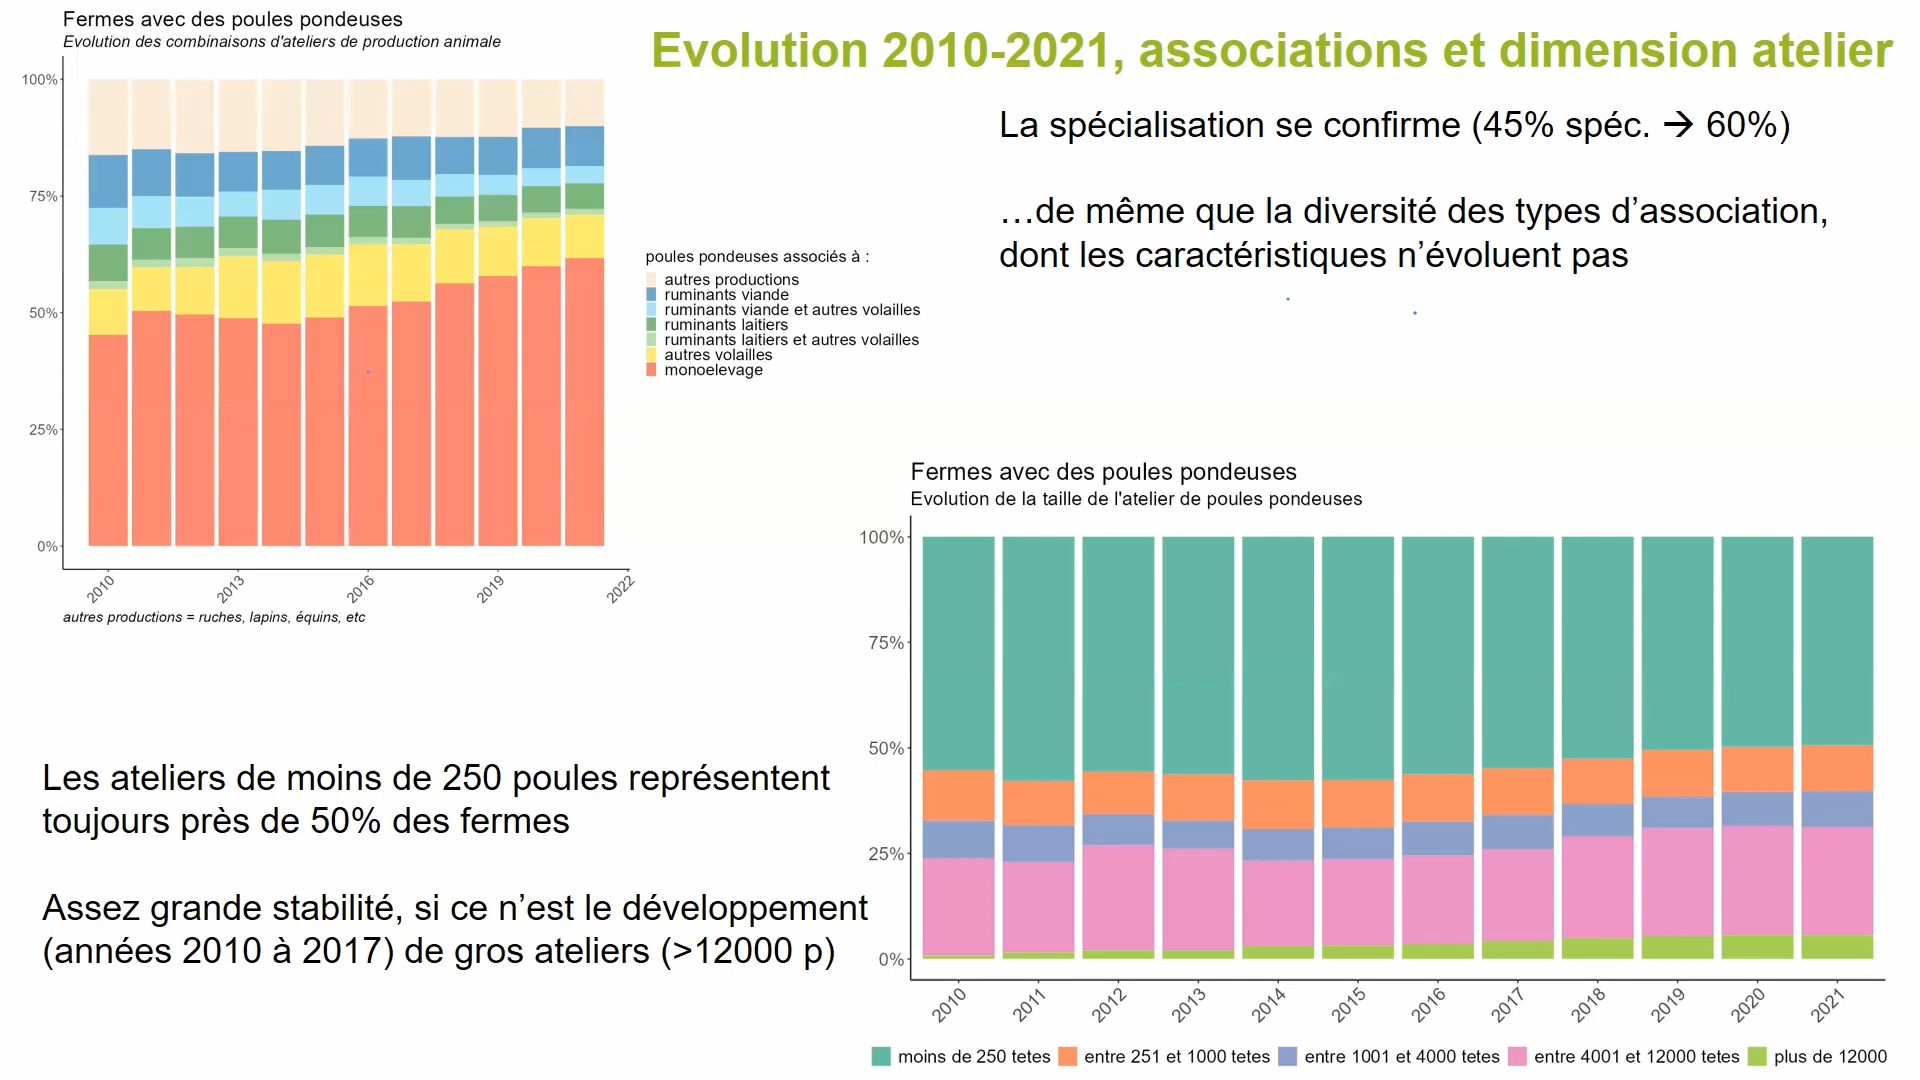 Fermes avec des poules pondeuses
Evolution des combinaisons d'ateliers de production animale
100%
75%
50%
25%
0%
2010
2013
2016
2019
2022
autres productions = ruches, lapins, équins, etc
poules pondeuses associés à :
autres productions
ruminants viande
ruminants viande et autres volailles
ruminants laitiers
ruminants laitiers et autres volailles
autres volailles
monoelevage
Evolution 2010-2021, associations et dimension atelier
La spécialisation se confirme (45% spéc. → 60%)
…de même que la diversité des types d’association,
dont les caractéristiques n’évoluent pas
Les ateliers de moins de 250 poules représentent
toujours près de 50% des fermes
Assez grande stabilité, si ce n’est le développement
(années 2010 à 2017) de gros ateliers (>12000 p)
Fermes avec des poules pondeuses
Evolution de la taille de l'atelier de poules pondeuses
100%
75%
50%
25%
0%
2010
2011
2012
2013
2014
2015
2016
2017
2018
2019
2020
2021
moins de 250 tetes
entre 251 et 1000 tetes
entre 1001 et 4000 tetes
entre 4001 et 12000 tetes
plus de 12000